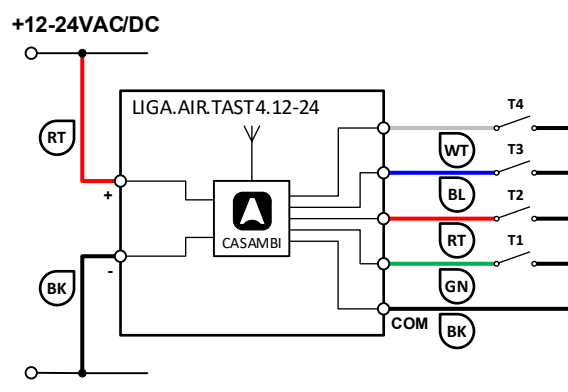 +12-24VAC/DC
LIGA.AIR.TAST4.12-24
T4
RT
WT
T3
+
BL
T2
CASAMBI
RT
T1
BK
-
GN
COM
BK